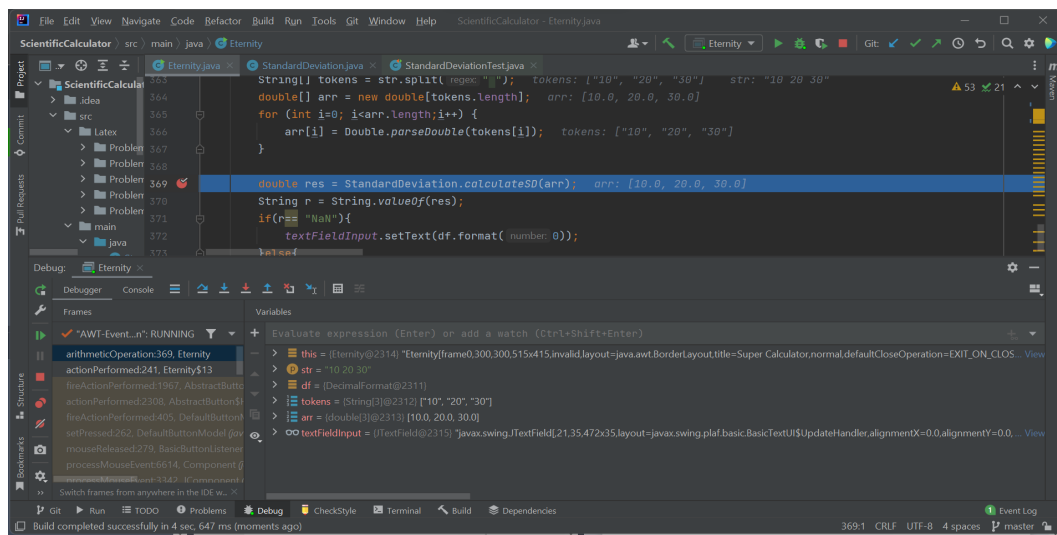 File Edit View Navigate Code Refactor Build Run Tools Git Window Help ScientificCalculator - Eternity.java
ScientificCalculator > src > main > java > Eternity
Eternity
Git:
Project
Eternity.java × StandardDeviation.java × StandardDeviationTest.java ×
ScientificCalculat
363 String[] tokens = str.split( regex: " "); tokens: ["10", "20", "30"] str: "10 20 30"
53 21
.idea
364 double[] arr = new double[tokens.length]; arr: [10.0, 20.0, 30.0]
Maven
src
365 for (int i=0; i<arr.length;i++) {
Commit
Latex
366 arr[i] = Double.parseDouble(tokens[i]); tokens: ["10", "20", "30"]
Problem
367 }
Problem
368
Pull Requests
Problem
369 double res = StandardDeviation.calculateSD(arr); arr: [10.0, 20.0, 30.0]
Problem
370 String r = String.valueOf(res);
Problem
371 if(r== "NaN"){
main
372 textFieldInput.setText(df.format( number: 0));
java
373 }else{
Debug: Eternity ×
Debugger Console
Frames Variables
"AWT-Event...n": RUNNING
Evaluate expression (Enter) or add a watch (Ctrl+Shift+Enter)
arithmeticOperation:369, Eternity
this = {Eternity@2314} "Eternity[frame0,300,300,515x415,invalid,layout=java.awt.BorderLayout,title=Super Calculator,normal,defaultCloseOperation=EXIT_ON_CLOS... View
actionPerformed:241, Eternity$13
str = "10 20 30"
fireActionPerformed:1967, AbstractButto
df = {DecimalFormat@2311}
Structure
actionPerformed:2308, AbstractButton$
tokens = {String[3]@2312} ["10", "20", "30"]
fireActionPerformed:405, DefaultButton
arr = {double[3]@2313} [10.0, 20.0, 30.0]
setPressed:262, DefaultButtonModel (jav
textFieldInput = {JTextField@2315} "javax.swing.JTextField[,21,35,472x35,layout=javax.swing.plaf.basic.BasicTextUI$UpdateHandler,alignmentX=0.0,alignmentY=0.0, ... View
Bookmarks
mouseReleased:279, BasicButtonListener
processMouseEvent:6614, Component (j
processMouseEvent:3342, JComponent
Switch frames from anywhere in the IDE w... ×
Git Run TODO Problems Debug CheckStyle Terminal Build Dependencies 1 Event Log
Build completed successfully in 4 sec, 647 ms (moments ago) 369:1 CRLF UTF-8 4 spaces main